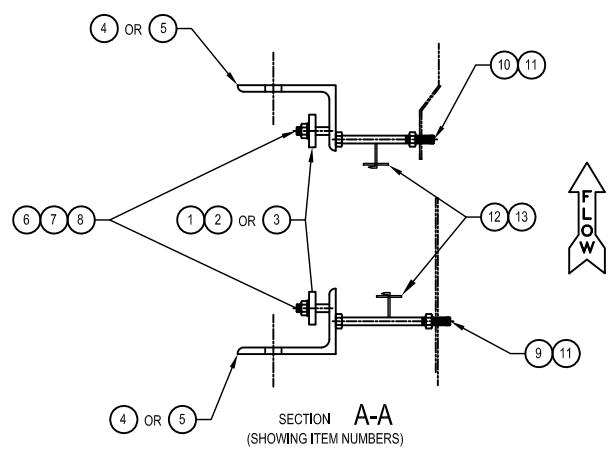 4 OR 5
10 11
6 7 8
1 2 OR 3
12 13
FLOW
9 11
4 OR 5
SECTION A-A
(SHOWING ITEM NUMBERS)